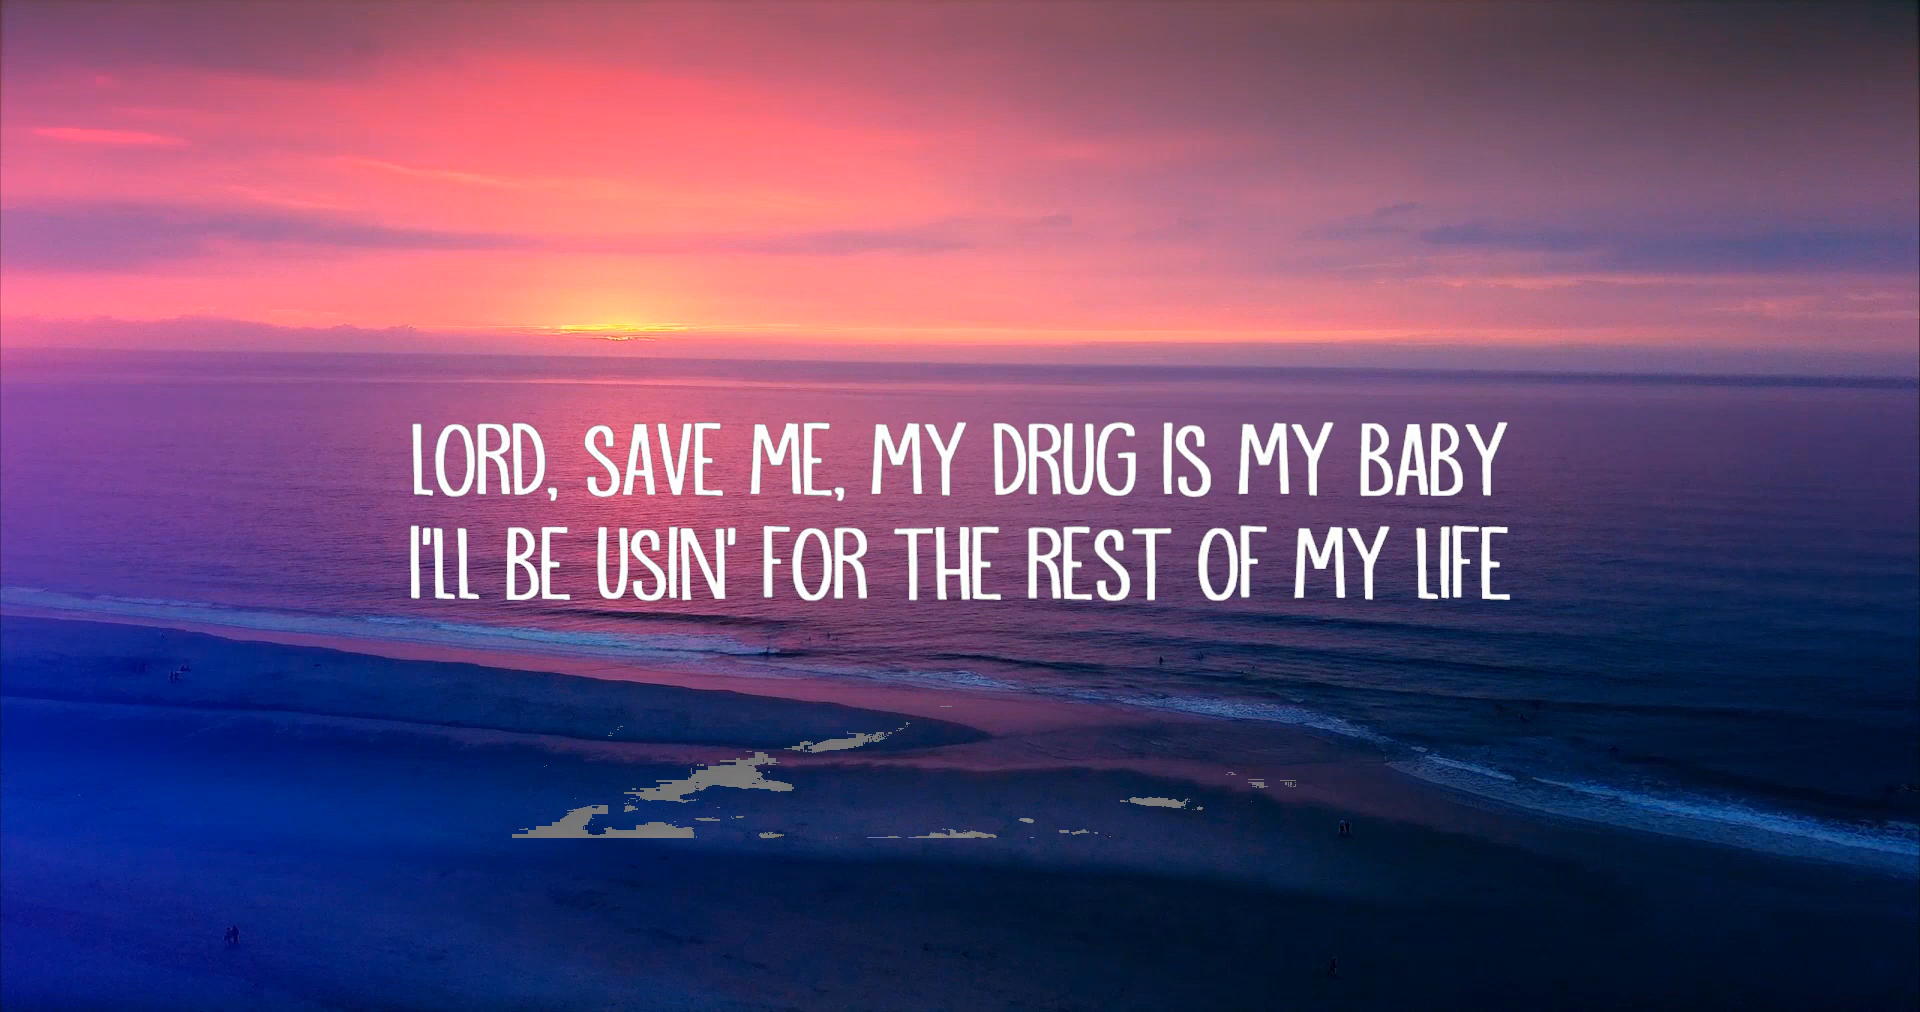 LORD, SAVE ME, MY DRUG IS MY BABY
I'LL BE USIN' FOR THE REST OF MY LIFE